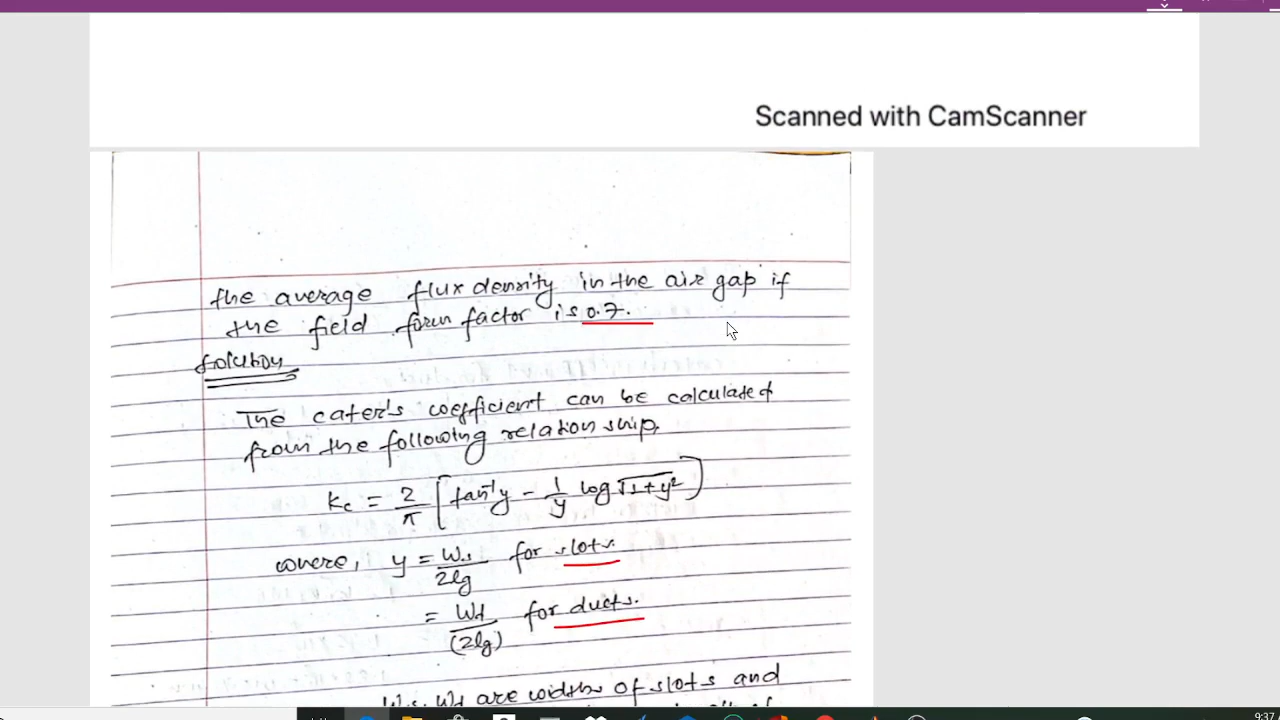 Scanned with CamScanner
the average flux density in the air gap if
the field form factor is 0.7.
Solution
The cater's coefficient can be calculated
from the following relationship.
Kc = 2/π [tan⁻¹y - 1/y log √1+y²]
where, y = Ws/2lg for slots.
= Wd/(2lg) for ducts.
Ws, Wd are widths of slots and
9:37